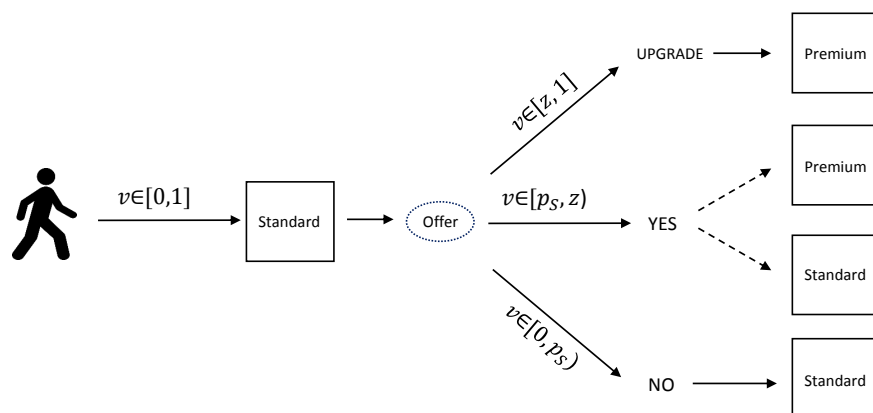 v∈[0,1]
Standard
Offer
v∈[z, 1]
UPGRADE
Premium
v∈[p_S, z)
YES
Premium
Standard
v∈[0, p_S)
NO
Standard